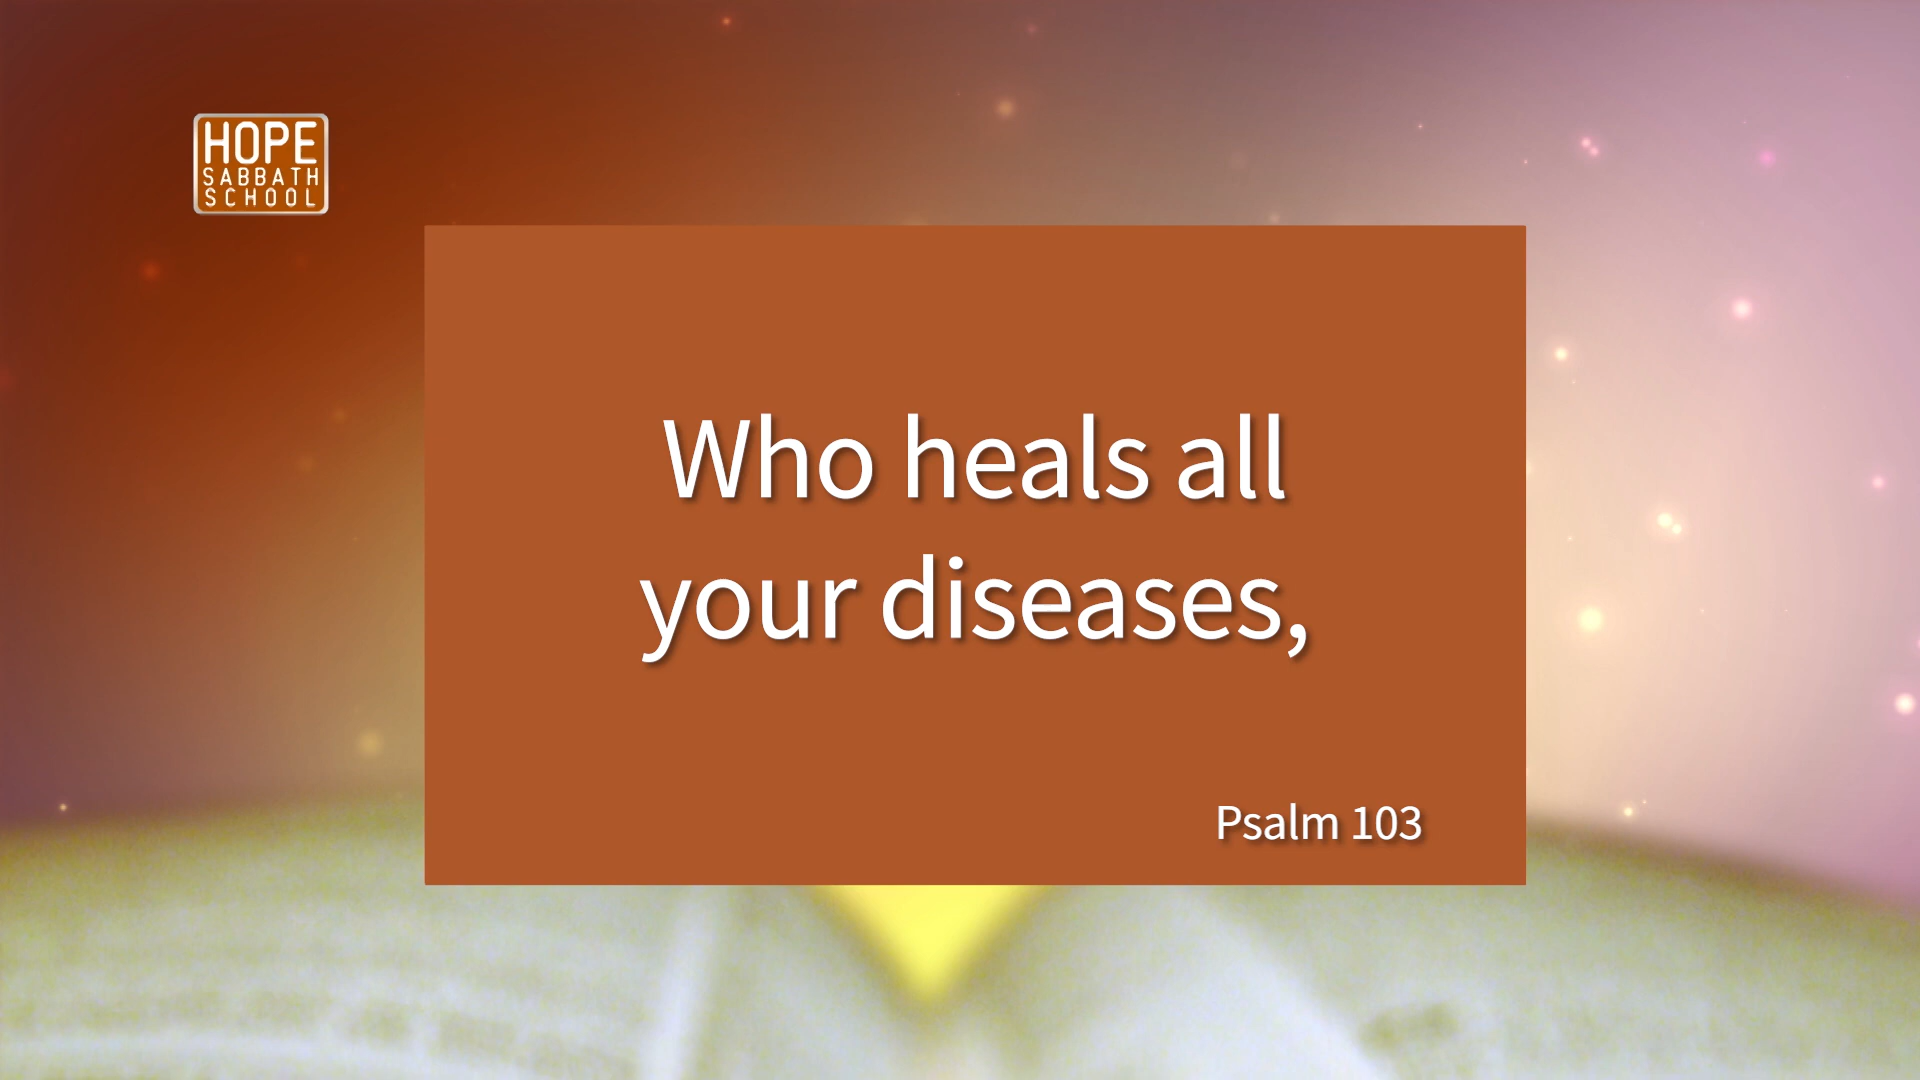 HOPE
SABBATH
SCHOOL
Who heals all
your diseases,
Psalm 103